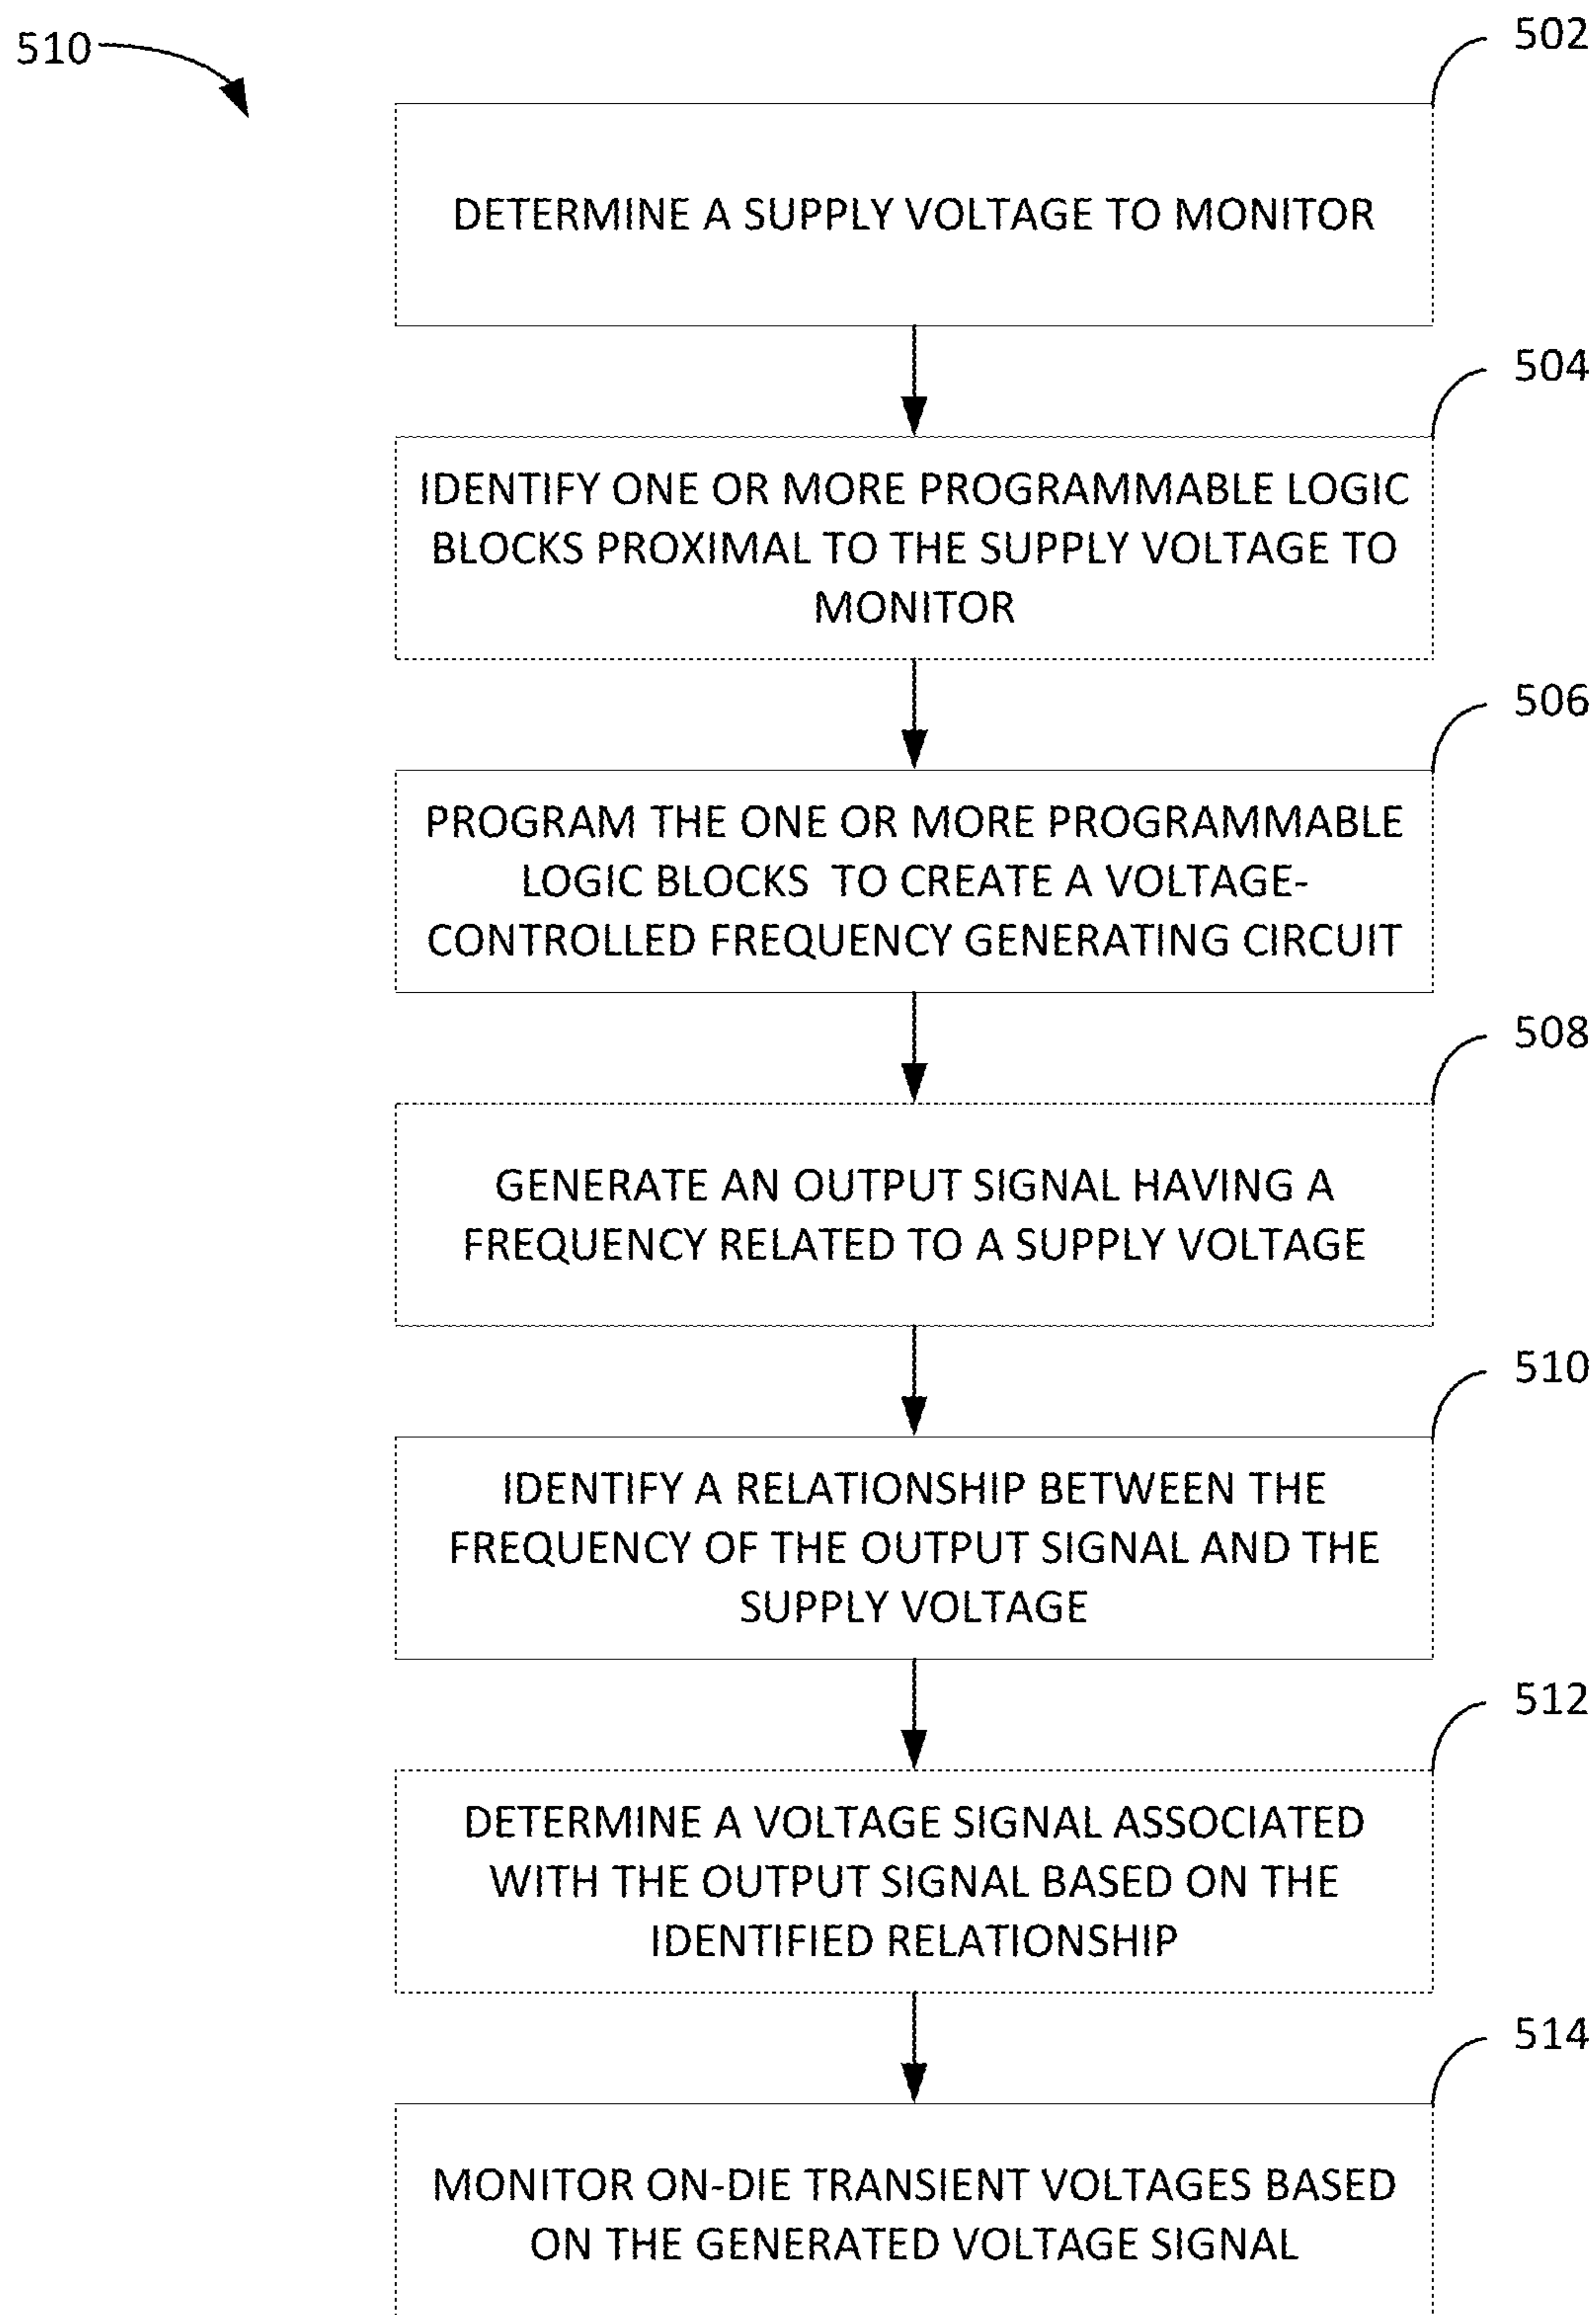 510
502
DETERMINE A SUPPLY VOLTAGE TO MONITOR
504
IDENTIFY ONE OR MORE PROGRAMMABLE LOGIC
BLOCKS PROXIMAL TO THE SUPPLY VOLTAGE TO
MONITOR
506
PROGRAM THE ONE OR MORE PROGRAMMABLE
LOGIC BLOCKS TO CREATE A VOLTAGE-
CONTROLLED FREQUENCY GENERATING CIRCUIT
508
GENERATE AN OUTPUT SIGNAL HAVING A
FREQUENCY RELATED TO A SUPPLY VOLTAGE
510
IDENTIFY A RELATIONSHIP BETWEEN THE
FREQUENCY OF THE OUTPUT SIGNAL AND THE
SUPPLY VOLTAGE
512
DETERMINE A VOLTAGE SIGNAL ASSOCIATED
WITH THE OUTPUT SIGNAL BASED ON THE
IDENTIFIED RELATIONSHIP
514
MONITOR ON-DIE TRANSIENT VOLTAGES BASED
ON THE GENERATED VOLTAGE SIGNAL